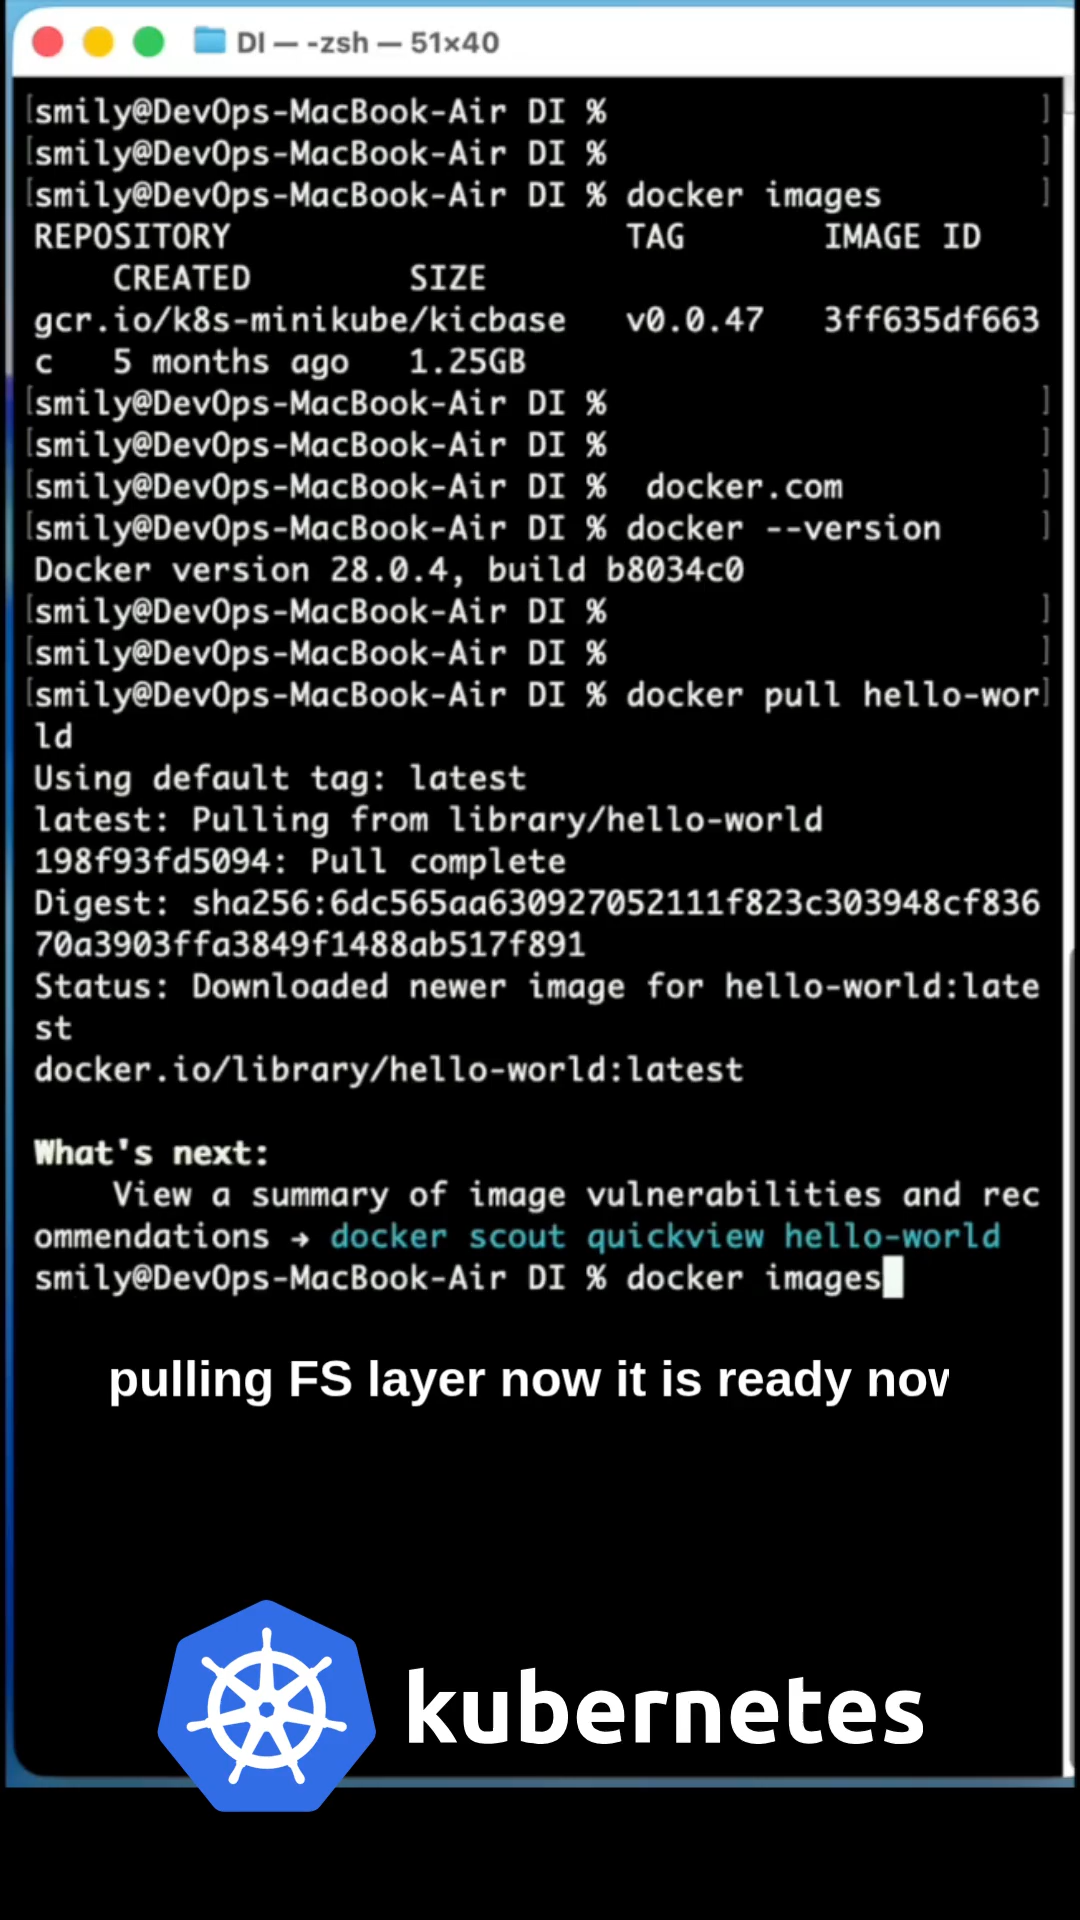 DI — -zsh — 51×40
[smily@DevOps-MacBook-Air DI % ]
[smily@DevOps-MacBook-Air DI % ]
[smily@DevOps-MacBook-Air DI % docker images ]
REPOSITORY TAG IMAGE ID
CREATED SIZE
gcr.io/k8s-minikube/kicbase v0.0.47 3ff635df663
c 5 months ago 1.25GB
[smily@DevOps-MacBook-Air DI % ]
[smily@DevOps-MacBook-Air DI % ]
[smily@DevOps-MacBook-Air DI % docker.com ]
[smily@DevOps-MacBook-Air DI % docker --version ]
Docker version 28.0.4, build b8034c0
[smily@DevOps-MacBook-Air DI % ]
[smily@DevOps-MacBook-Air DI % ]
[smily@DevOps-MacBook-Air DI % docker pull hello-wor]
ld
Using default tag: latest
latest: Pulling from library/hello-world
198f93fd5094: Pull complete
Digest: sha256:6dc565aa630927052111f823c303948cf836
70a3903ffa3849f1488ab517f891
Status: Downloaded newer image for hello-world:late
st
docker.io/library/hello-world:latest
What's next:
View a summary of image vulnerabilities and rec
ommendations → docker scout quickview hello-world
smily@DevOps-MacBook-Air DI % docker images
pulling FS layer now it is ready now
kubernetes